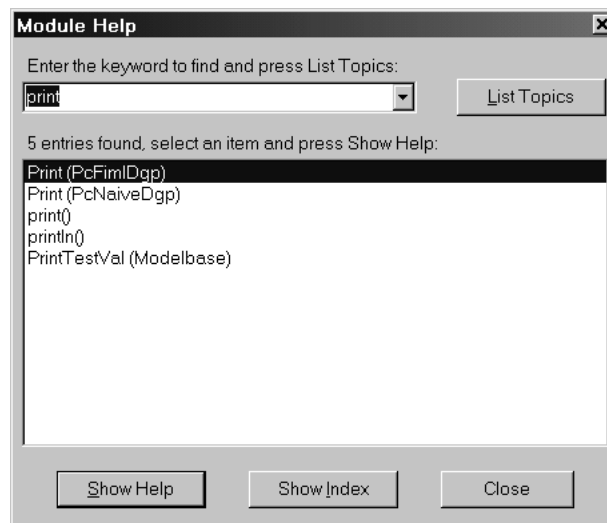 Module Help
Enter the keyword to find and press List Topics:
print
List Topics
5 entries found, select an item and press Show Help:
Print (PcFimlDgp)
Print (PcNaiveDgp)
print()
println()
PrintTestVal (Modelbase)
Show Help
Show Index
Close